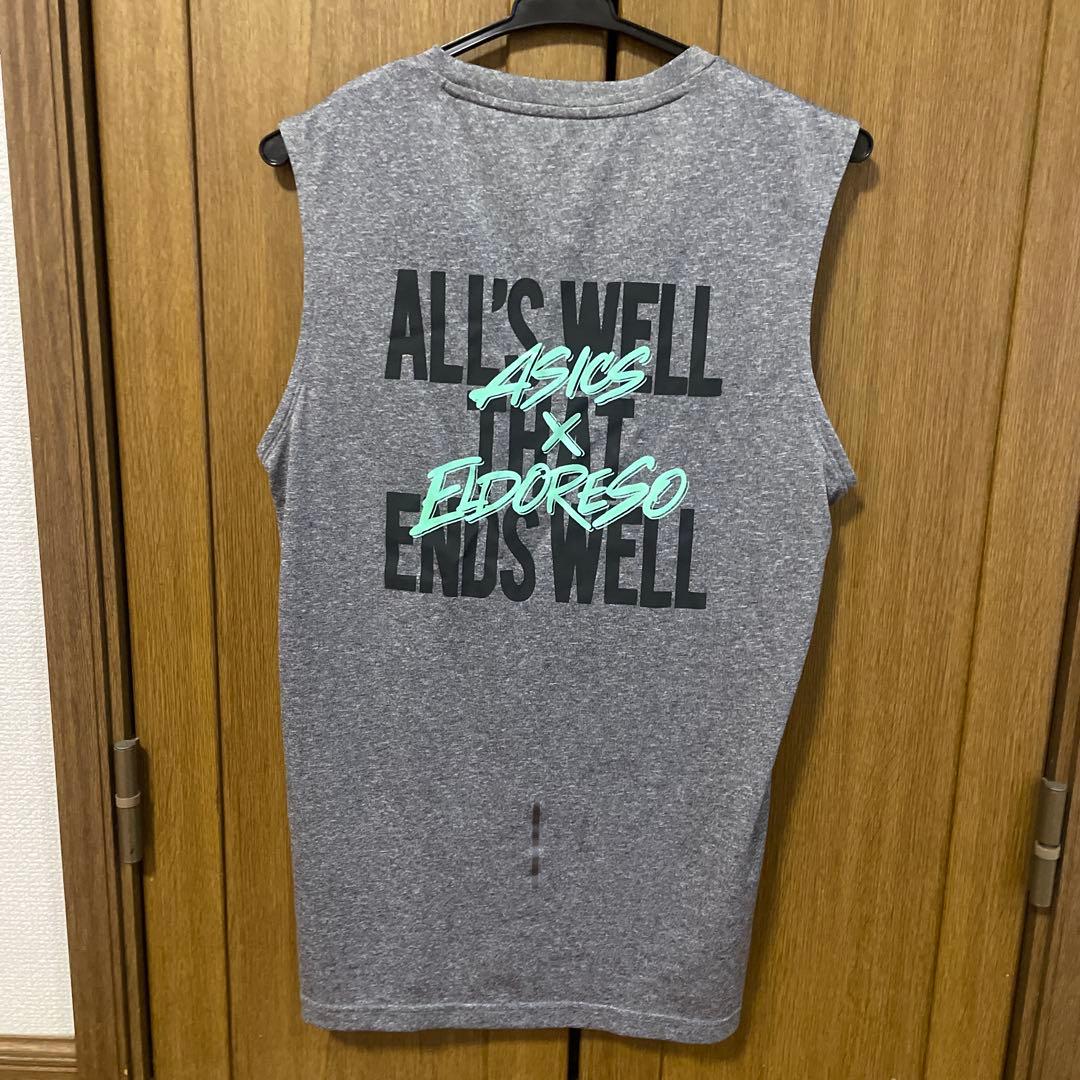 ALL'S WELL
ASICS
THAT
X
ELDORESO
ENDS WELL